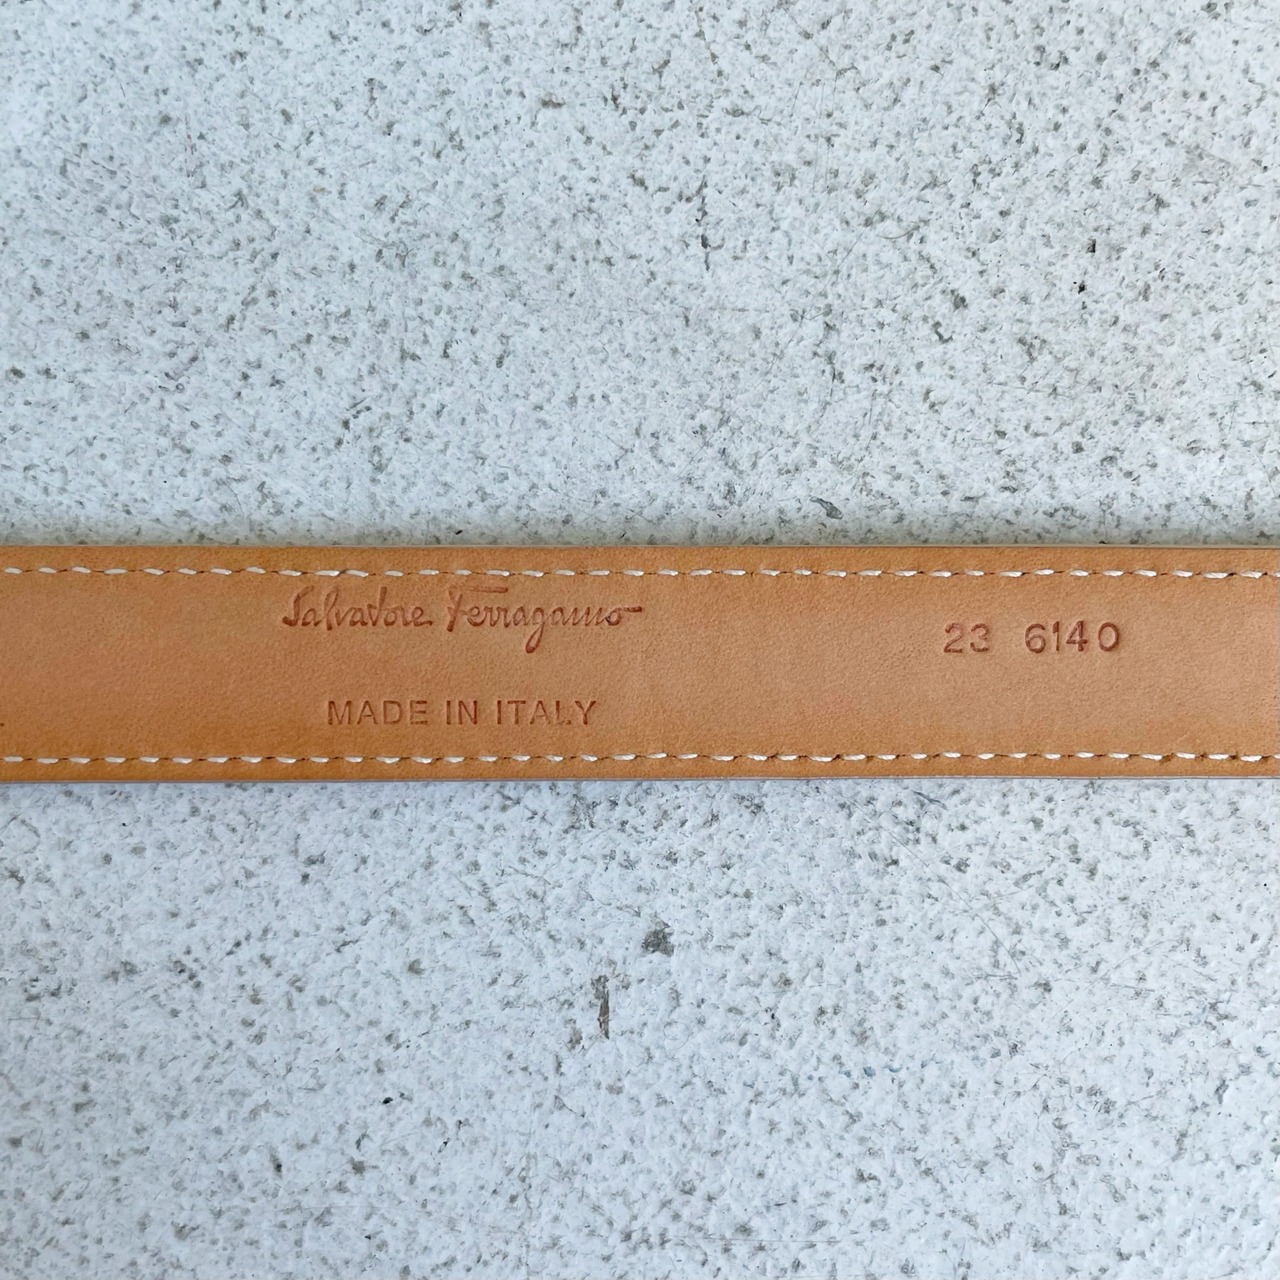 Salvatore Ferragamo
MADE IN ITALY
23 6140